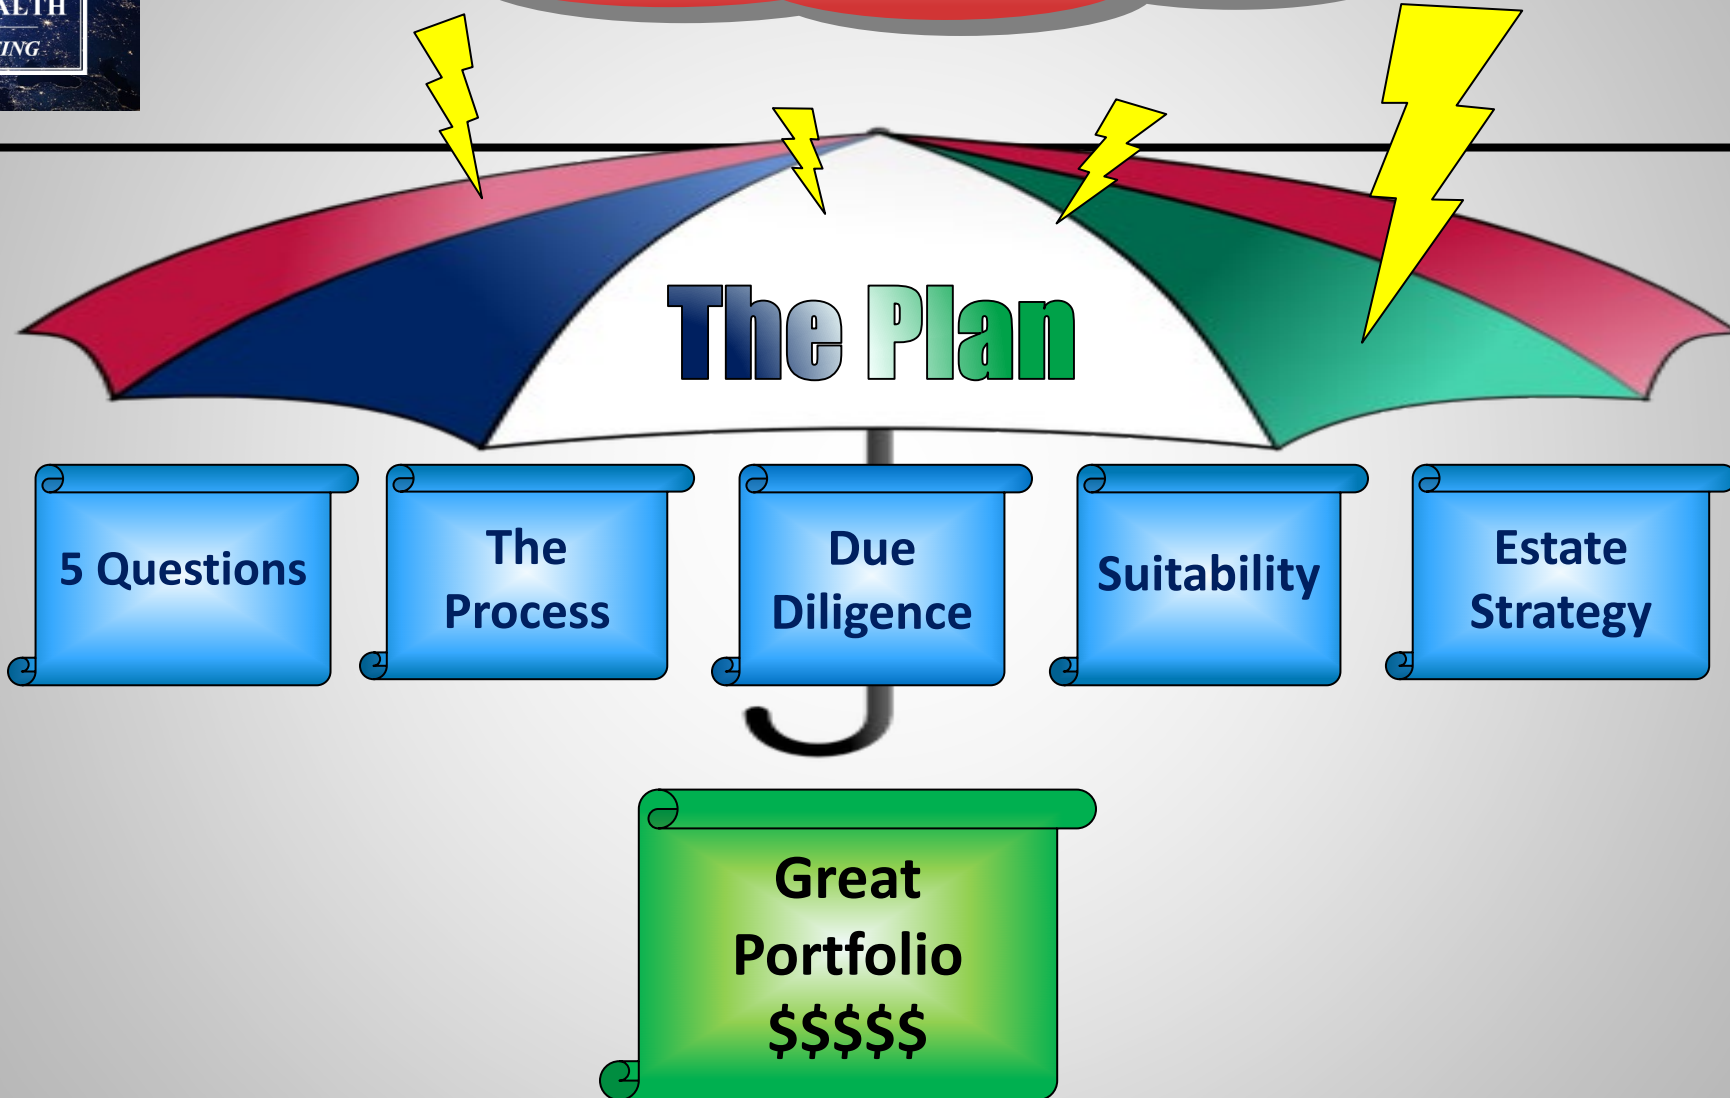 The Plan
5 Questions
The
Process
Due
Diligence
Suitability
Estate
Strategy
Great
Portfolio
$$$$$